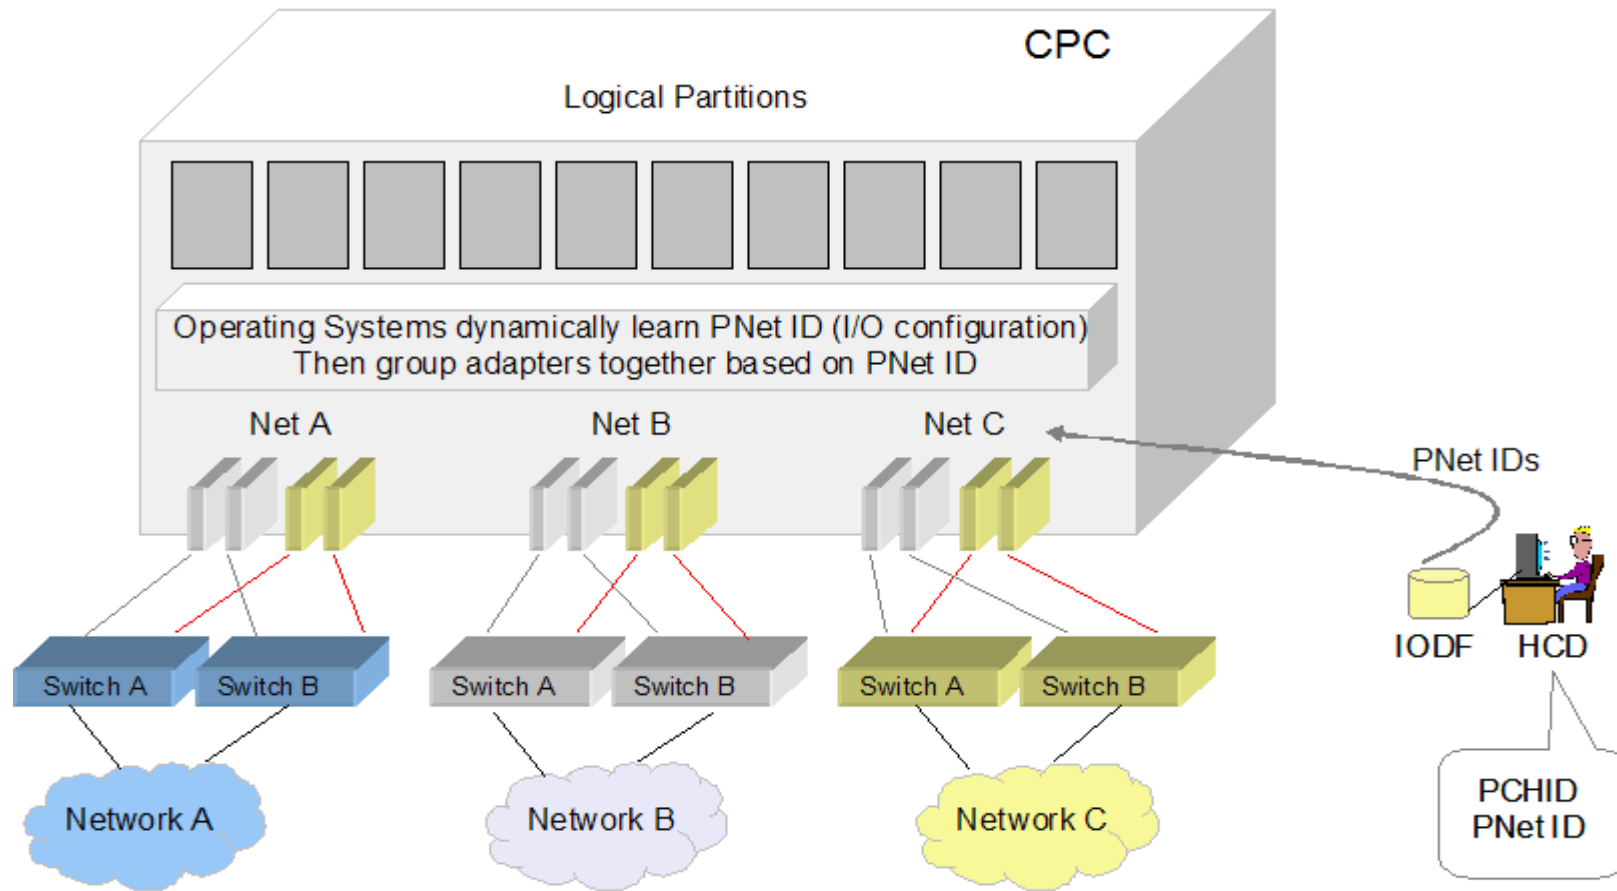 CPC
Logical Partitions
Operating Systems dynamically learn PNet ID (I/O configuration)
Then group adapters together based on PNet ID
Net A
Net B
Net C
PNet IDs
IODF
HCD
Switch A
Switch B
Switch A
Switch B
Switch A
Switch B
PCHID
PNet ID
Network A
Network B
Network C